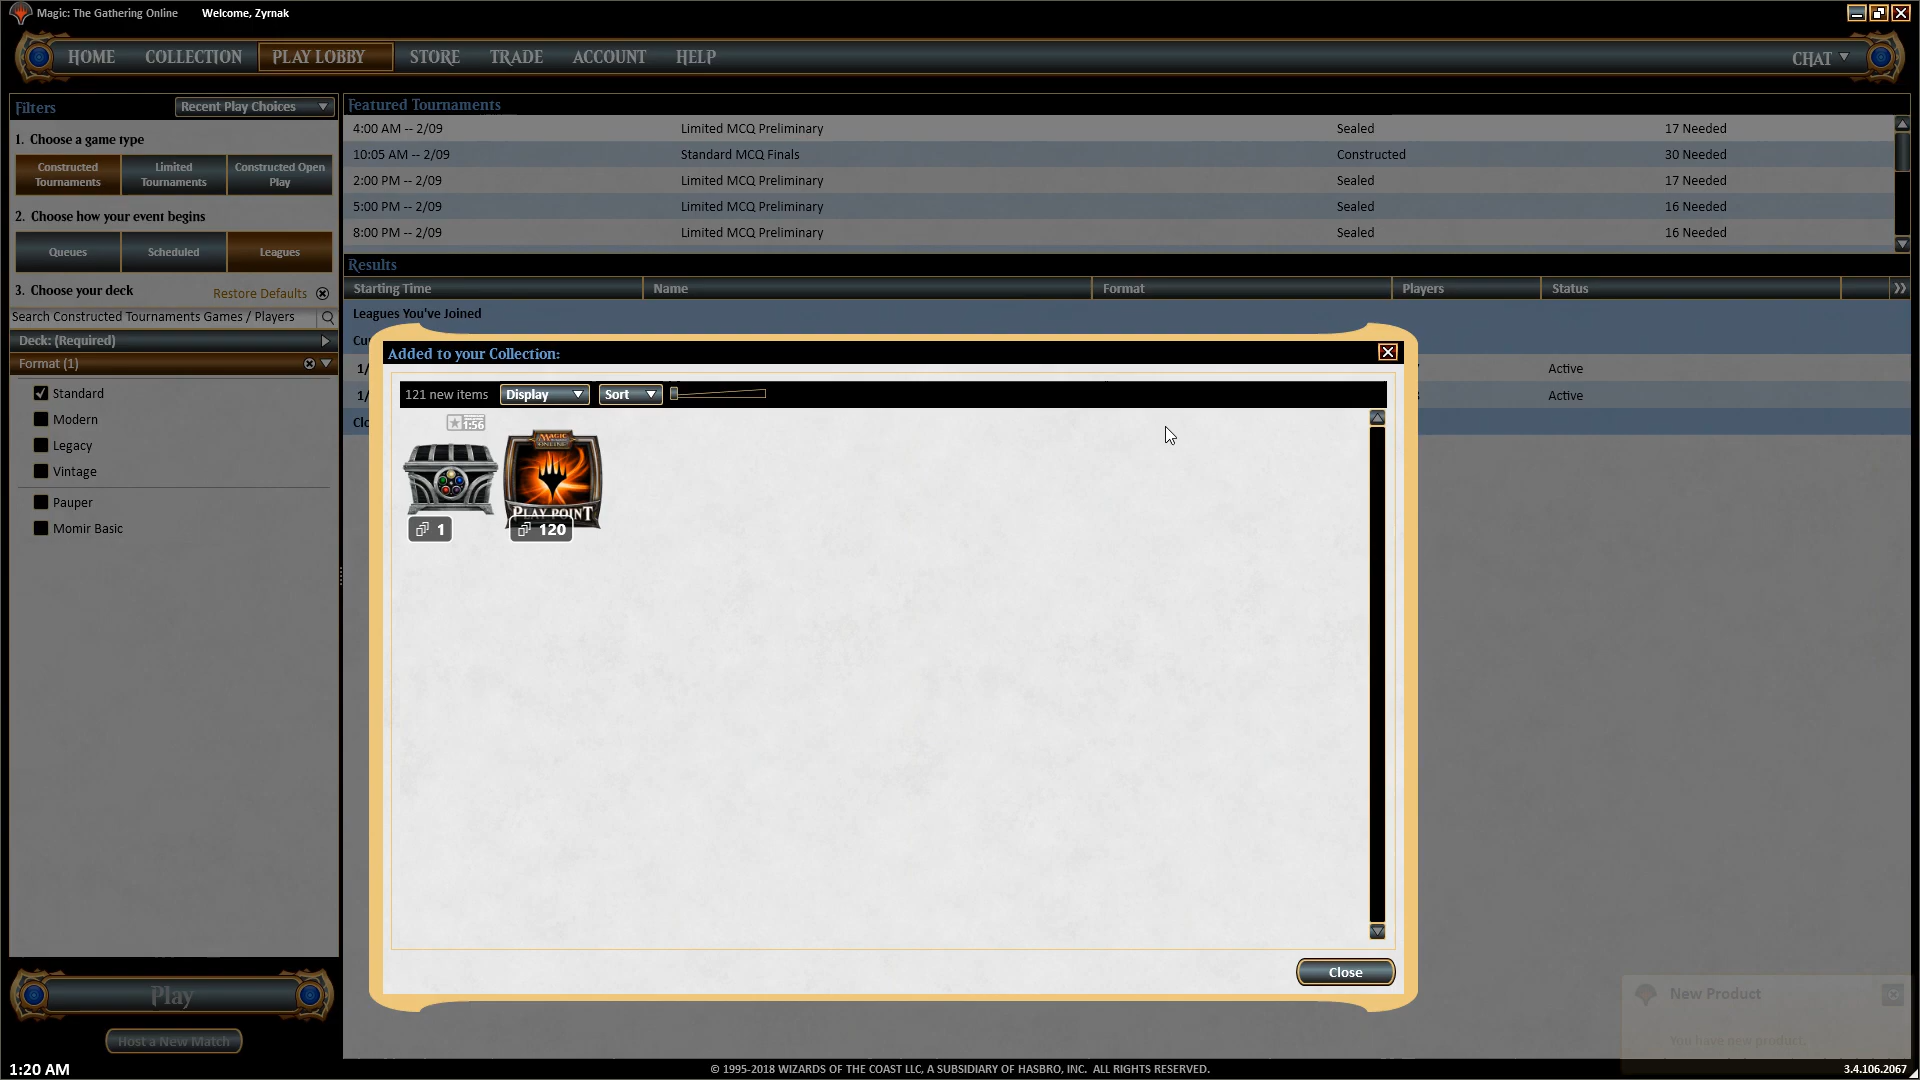 Magic: The Gathering Online Welcome, Zyrnak
HOME COLLECTION PLAY LOBBY STORE TRADE ACCOUNT HELP CHAT
Filters Recent Play Choices
1. Choose a game type
Constructed Tournaments
Limited Tournaments
Constructed Open Play
2. Choose how your event begins
Queues Scheduled Leagues
3. Choose your deck Restore Defaults
Search Constructed Tournaments Games / Players
Deck: (Required)
Format (1)
Standard
Modern
Legacy
Vintage
Pauper
Momir Basic
Play
Host a New Match
1:20 AM
Featured Tournaments
4:00 AM -- 2/09 Limited MCQ Preliminary Sealed 17 Needed
10:05 AM -- 2/09 Standard MCQ Finals Constructed 30 Needed
2:00 PM -- 2/09 Limited MCQ Preliminary Sealed 17 Needed
5:00 PM -- 2/09 Limited MCQ Preliminary Sealed 16 Needed
8:00 PM -- 2/09 Limited MCQ Preliminary Sealed 16 Needed
Results
Starting Time Name Format Players Status
Leagues You've Joined
Active
Active
Added to your Collection:
121 new items Display Sort
1:56
MAGIC ONLINE
PLAY POINT
1 120
Close
New Product
You have new product.
© 1995-2018 WIZARDS OF THE COAST LLC, A SUBSIDIARY OF HASBRO, INC. ALL RIGHTS RESERVED.
3.4.106.2067